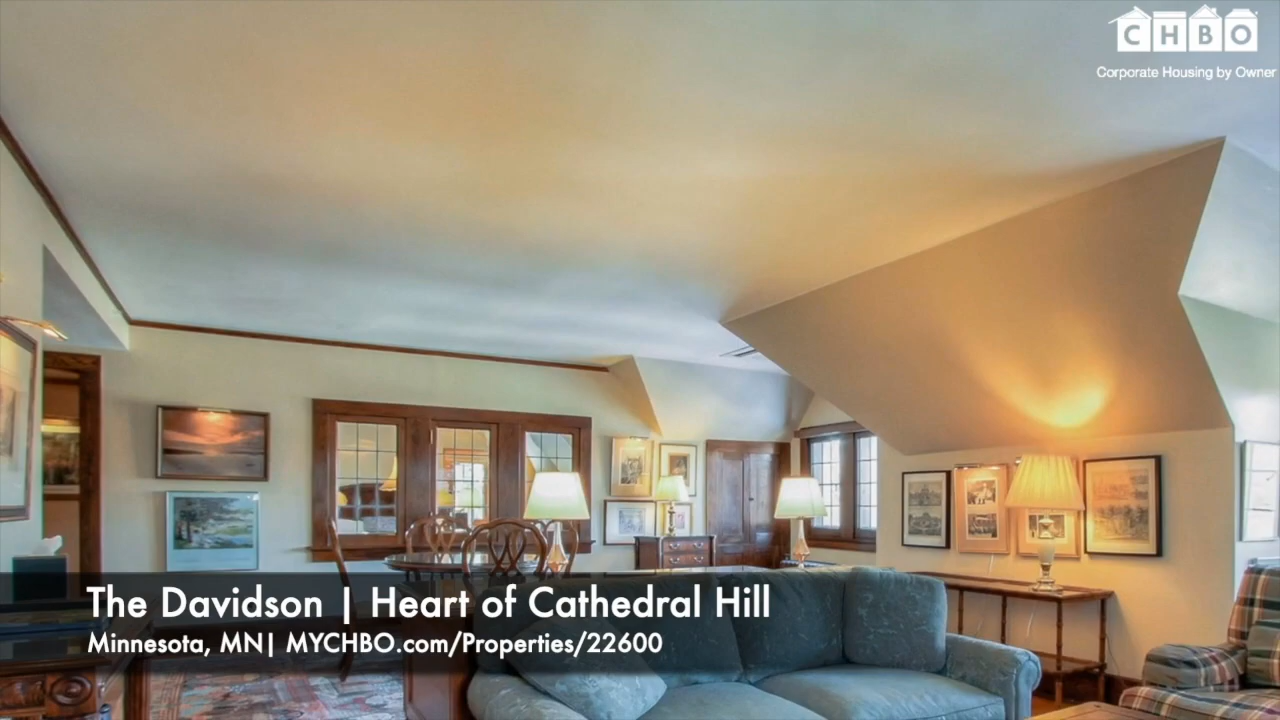 CHBO
Corporate Housing by Owner
The Davidson | Heart of Cathedral Hill
Minnesota, MN| MYCHBO.com/Properties/22600